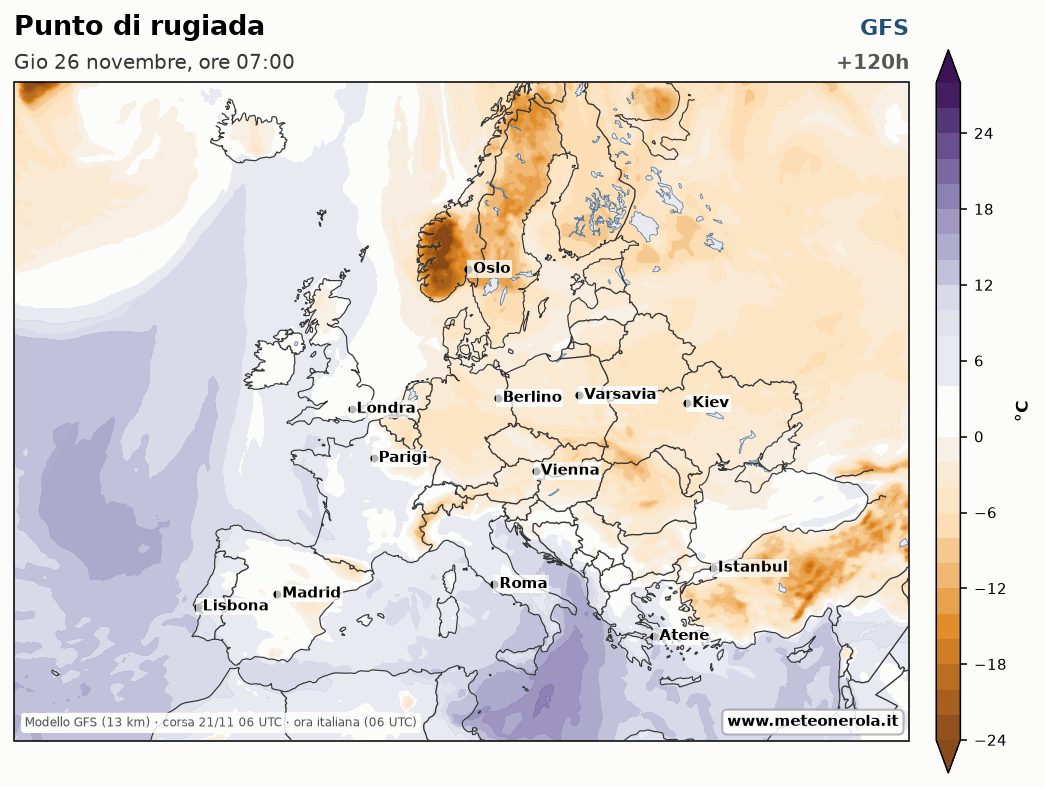 Punto di rugiada
GFS
Gio 26 novembre, ore 07:00
+120h
24
18
12
6
0
−6
−12
−18
−24
°C
Oslo
Berlino
Varsavia
Kiev
Londra
Parigi
Vienna
Istanbul
Roma
Madrid
Lisbona
Atene
Modello GFS (13 km) · corsa 21/11 06 UTC · ora italiana (06 UTC)
www.meteonerola.it